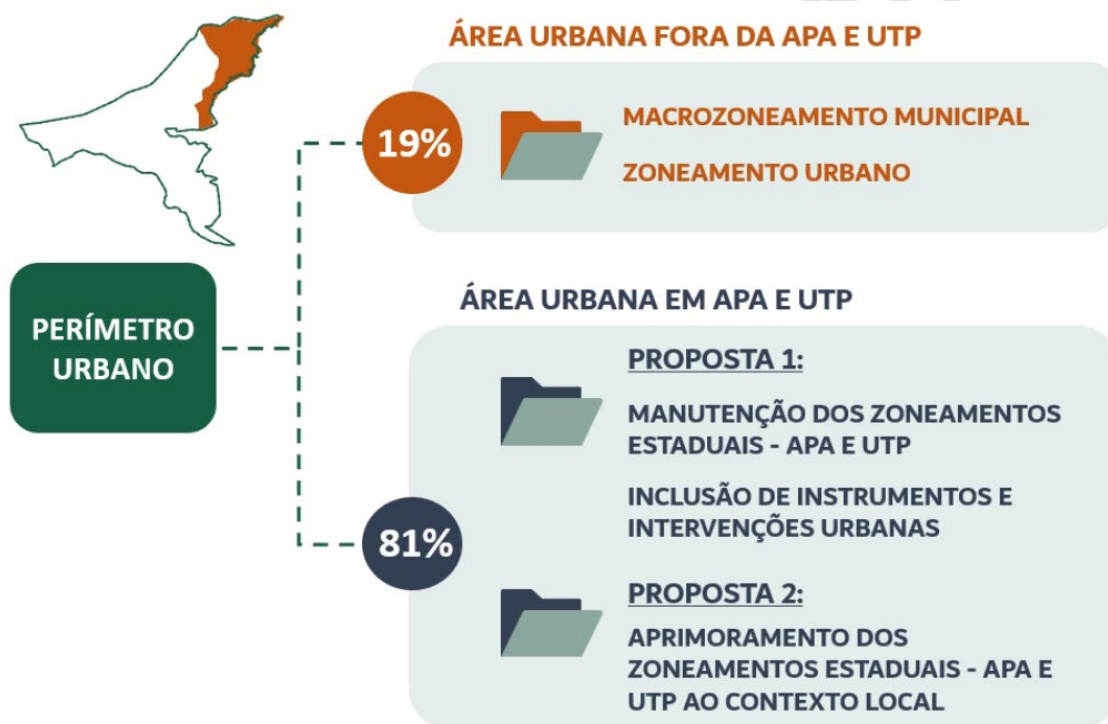 ÁREA URBANA FORA DA APA E UTP
19%
MACROZONEAMENTO MUNICIPAL
ZONEAMENTO URBANO
PERÍMETRO
URBANO
ÁREA URBANA EM APA E UTP
81%
PROPOSTA 1:
MANUTENÇÃO DOS ZONEAMENTOS
ESTADUAIS - APA E UTP
INCLUSÃO DE INSTRUMENTOS E
INTERVENÇÕES URBANAS
PROPOSTA 2:
APRIMORAMENTO DOS
ZONEAMENTOS ESTADUAIS - APA E
UTP AO CONTEXTO LOCAL